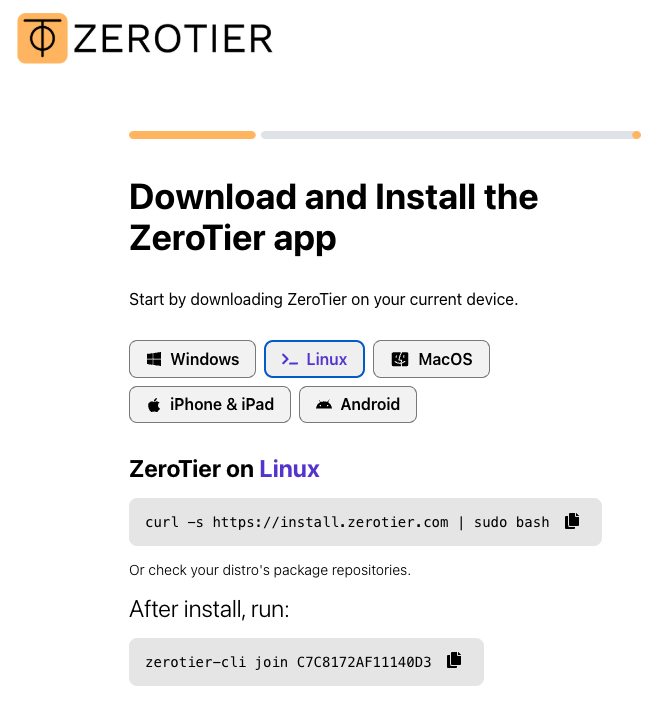 ZEROTIER
Download and Install the
ZeroTier app
Start by downloading ZeroTier on your current device.
Windows
Linux
MacOS
iPhone & iPad
Android
ZeroTier on Linux
curl -s https://install.zerotier.com | sudo bash
Or check your distro's package repositories.
After install, run:
zerotier-cli join C7C8172AF11140D3